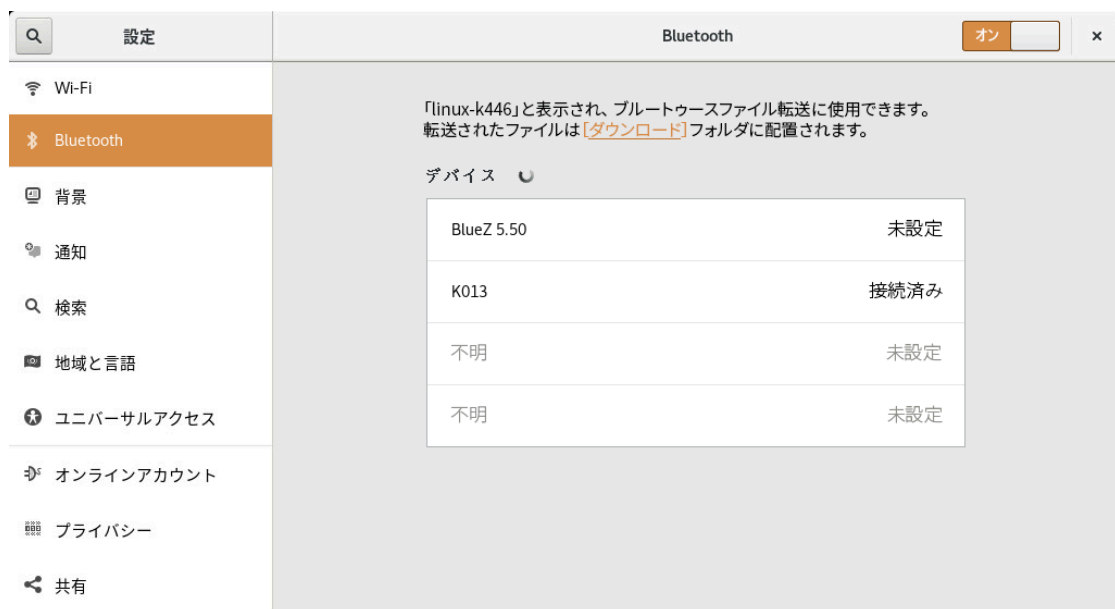 設定
Bluetooth
オン
Wi-Fi
Bluetooth
背景
通知
検索
地域と言語
ユニバーサルアクセス
オンラインアカウント
プライバシー
共有
「linux-k446」と表示され、ブルートゥースファイル転送に使用できます。
転送されたファイルは[ダウンロード]フォルダに配置されます。
デバイス
BlueZ 5.50 未設定
K013 接続済み
不明 未設定
不明 未設定